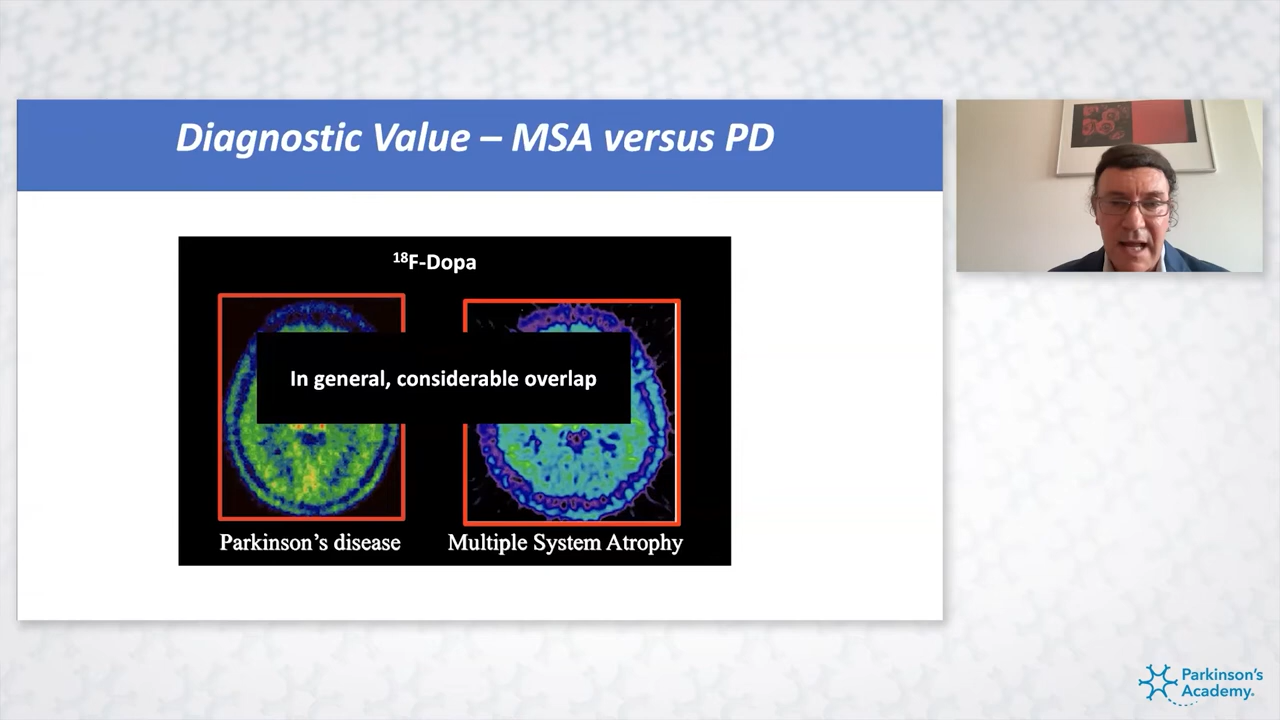 Diagnostic Value – MSA versus PD
¹⁸F-Dopa
In general, considerable overlap
Parkinson's disease
Multiple System Atrophy
Parkinson's
Academy.